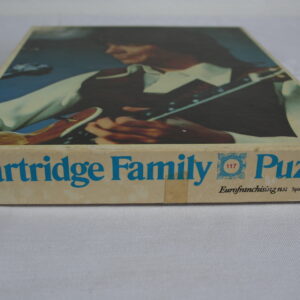 artridge Family 117 Puz
Eurofranchising n.v.